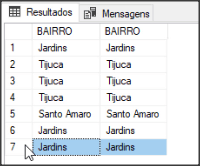 Resultados Mensagens
BAIRRO BAIRRO
1 Jardins Jardins
2 Tijuca Tijuca
3 Tijuca Tijuca
4 Tijuca Tijuca
5 Santo Amaro Santo Amaro
6 Jardins Jardins
7 Jardins Jardins